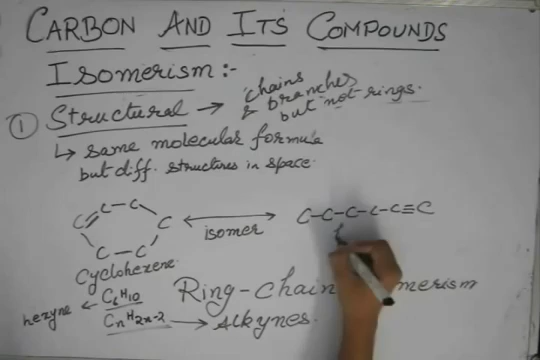 CARBON AND ITS COMPOUNDS
Isomerism:-
① Structural → chains
& branches
but not rings.
↳ same molecular formula
but diff. structures in space.
C=C-C
C C
C-C
↔ isomer
C-C-C-C-C≡C
Cyclohexene
hexyne ← C6H10
CnH2n-2 → Alkynes.
Ring-Chain merism